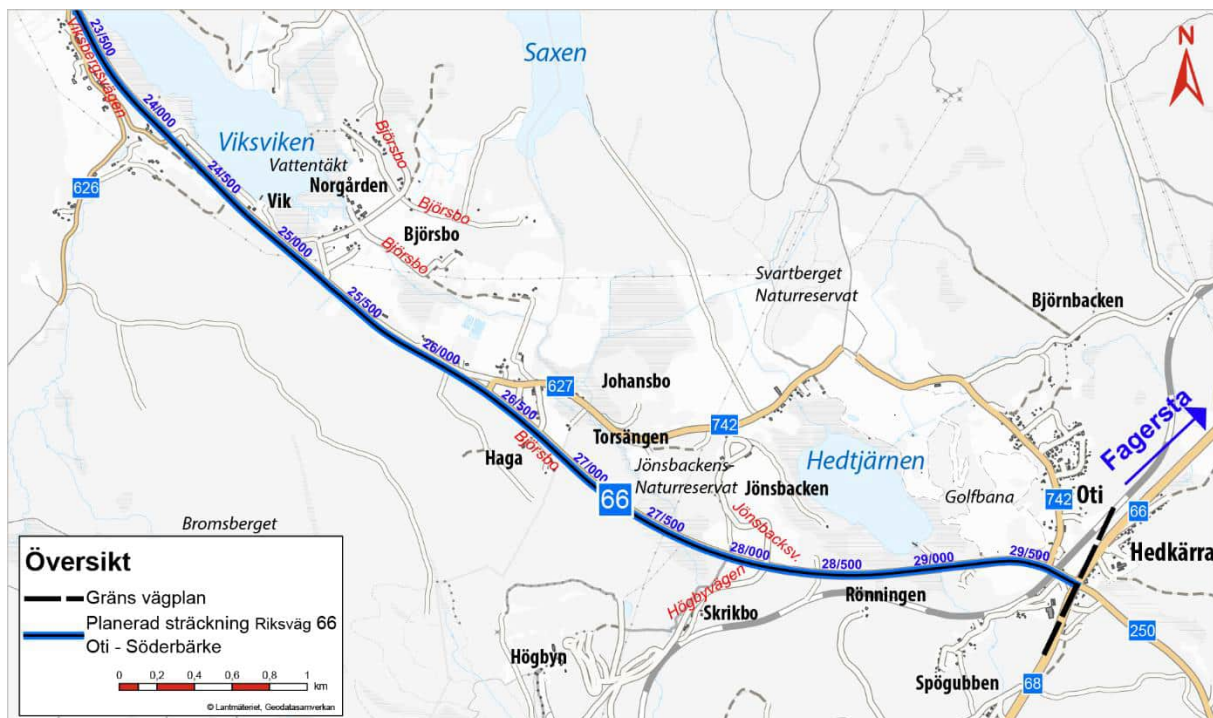 N
23/500
Viksbergsvägen
24/000
Saxen
Viksviken
Vattentäkt
Björsbo
24/500
Norgården
626
Vik
Björsbo
Björsbo
Björsbo
25/000
Svartberget
Naturreservat
Björnbacken
25/500
26/000
627
Johansbo
26/500
Torsängen
742
Fagersta
Haga
Björsbo
27/000
Jönsbackens-
Naturreservat
Jönsbacken
Hedtjärnen
Golfbana
742
Oti
66
66
27/500
Jönsbacksv
Bromsberget
28/000
28/500
29/000
29/500
Hedkärra
Högbyvägen
Skrikbo
Rönningen
250
Högbyn
Spögubben
68
Översikt
Gräns vägplan
Planerad sträckning Riksväg 66
Oti - Söderbärke
0 0,2 0,4 0,6 0,8 1
km
© Lantmäteriet, Geodatasamverkan